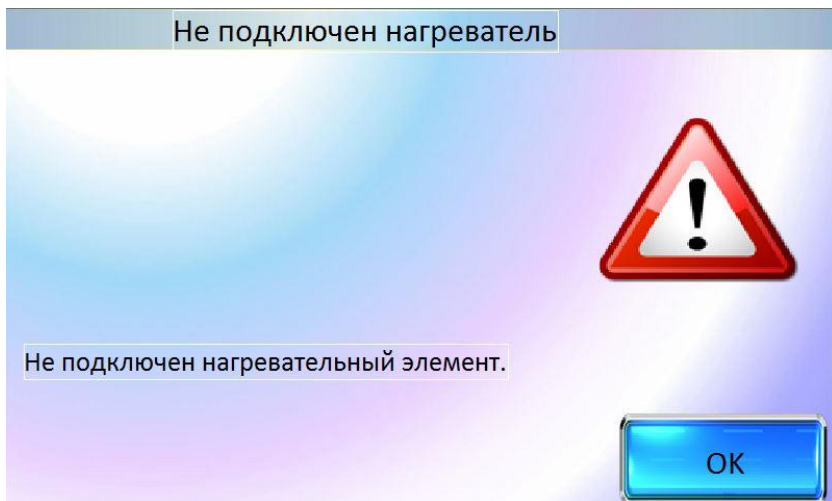 Не подключен нагреватель
Не подключен нагревательный элемент.
OK